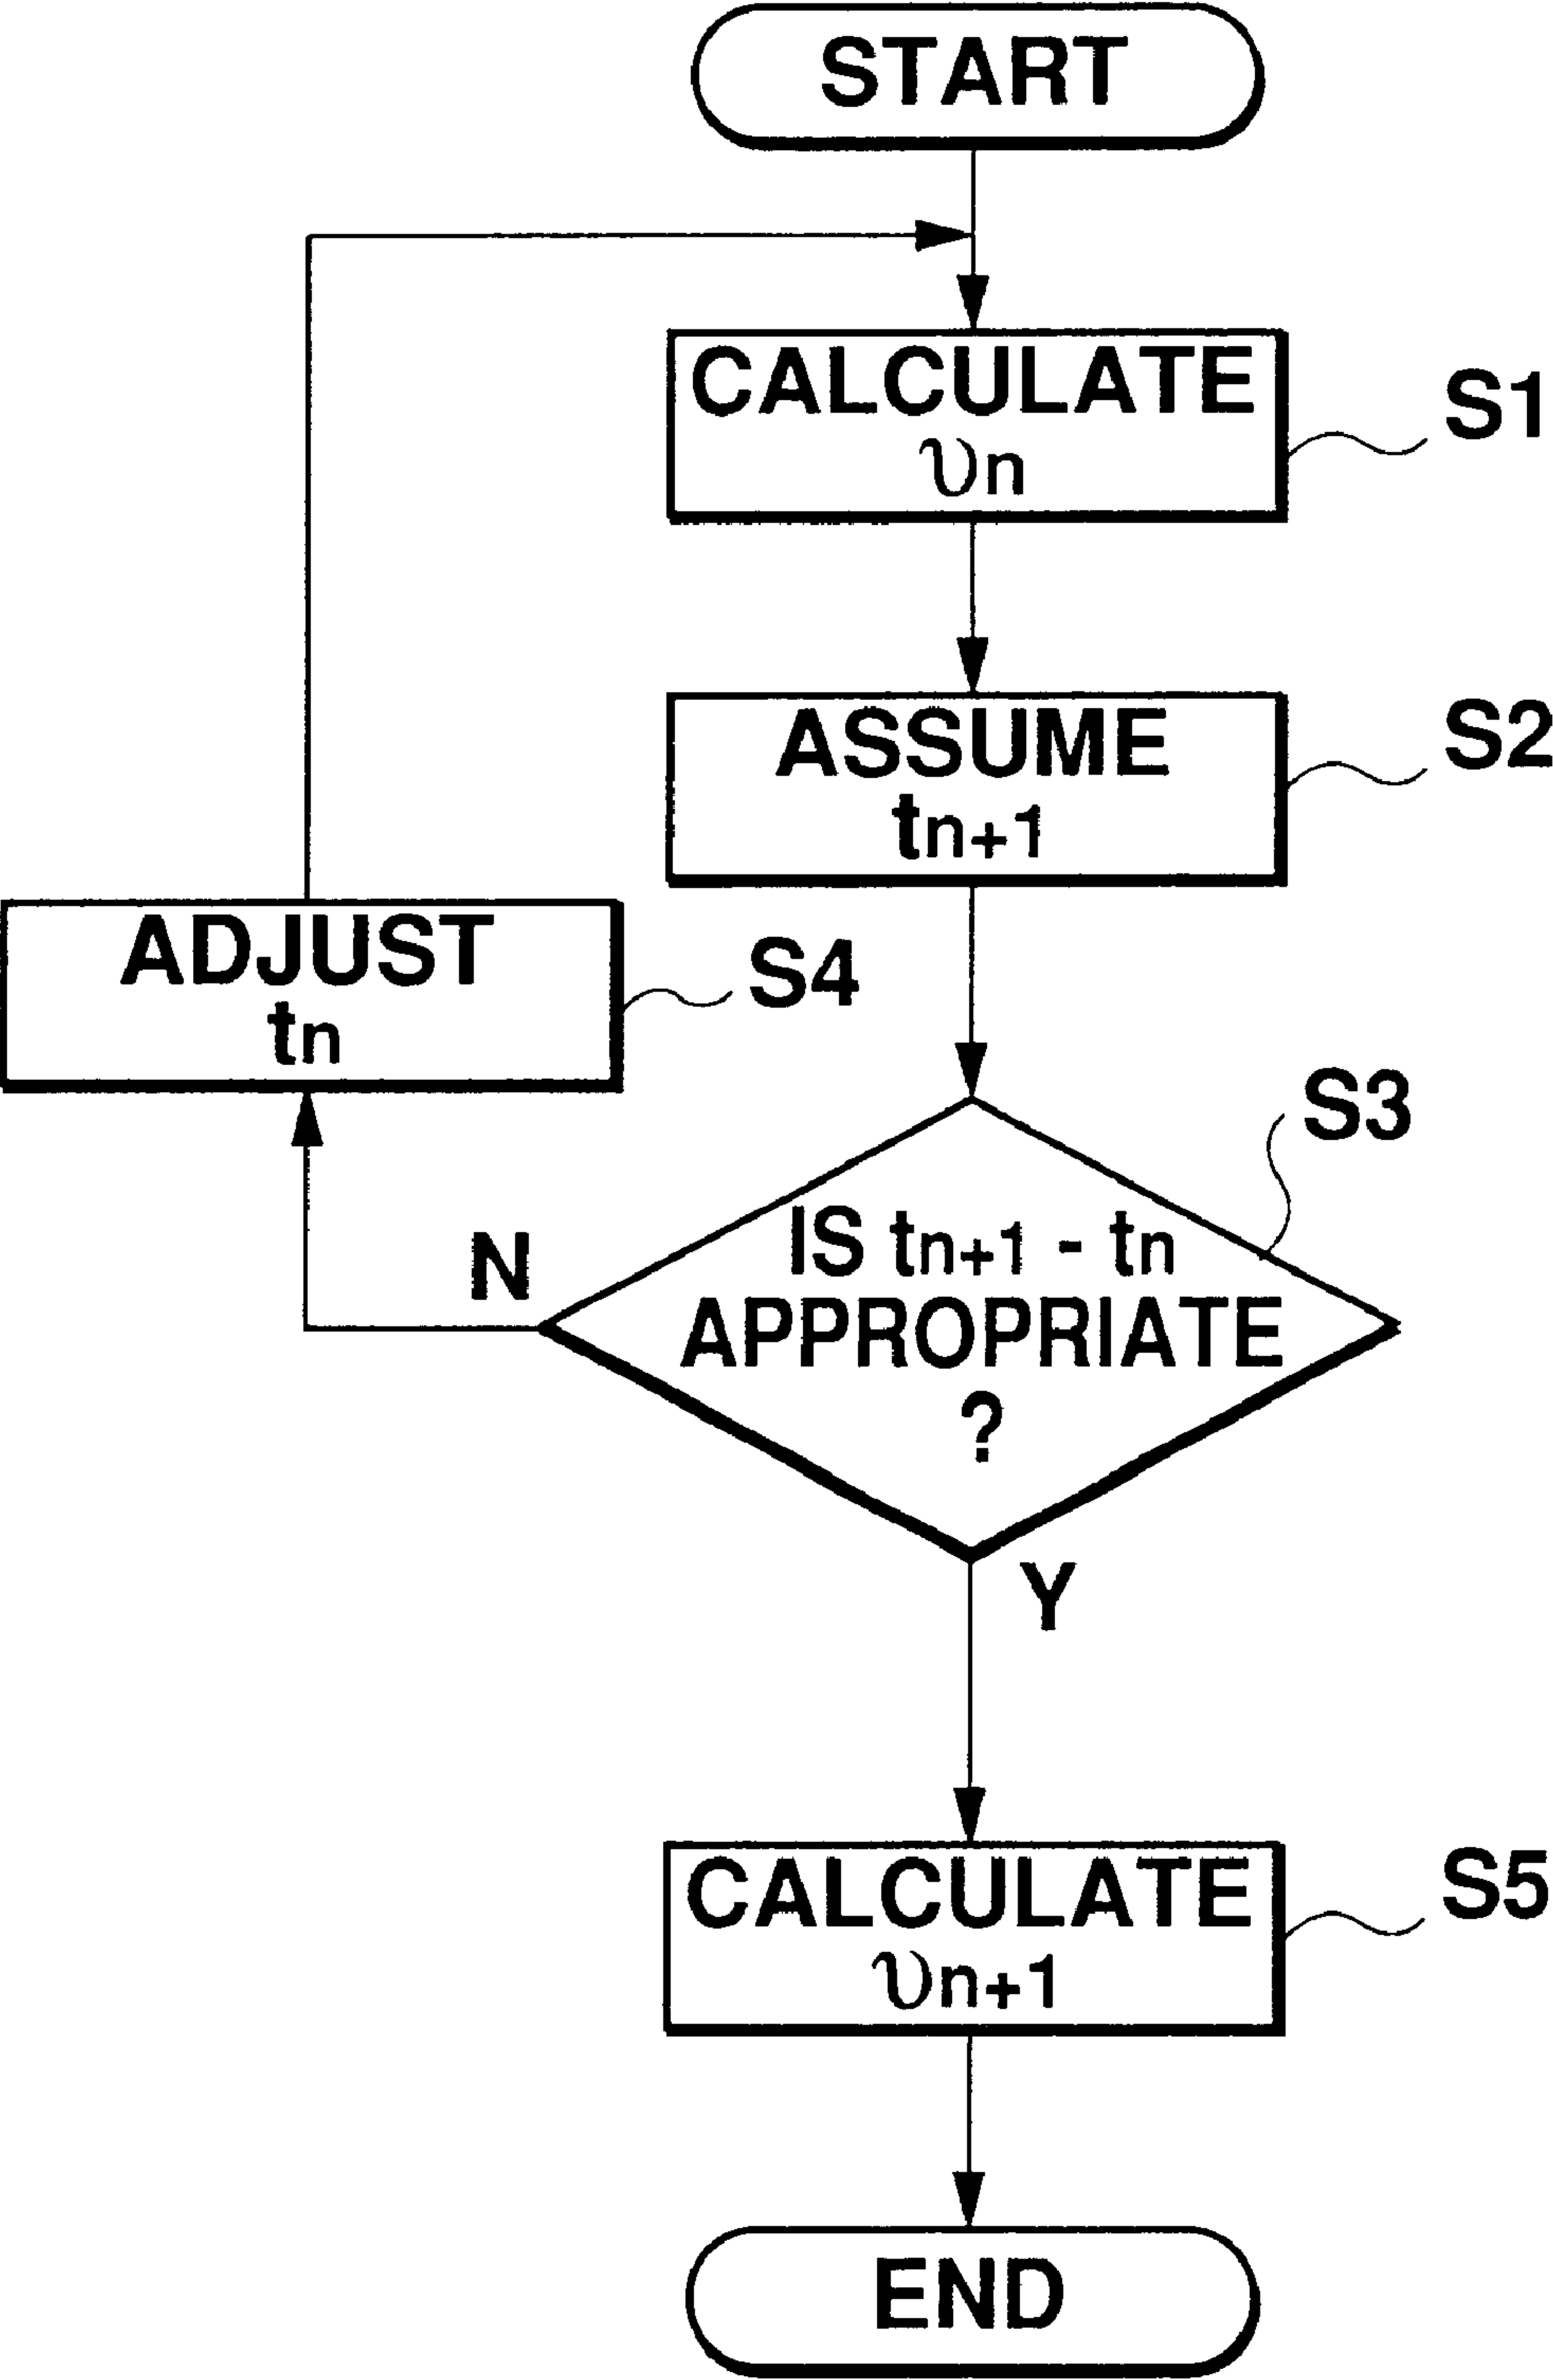 START
CALCULATE
υn
S1
ASSUME
tn+1
S2
ADJUST
tn
S4
S3
IS tn+1 - tn
APPROPRIATE
?
N
Y
CALCULATE
υn+1
S5
END